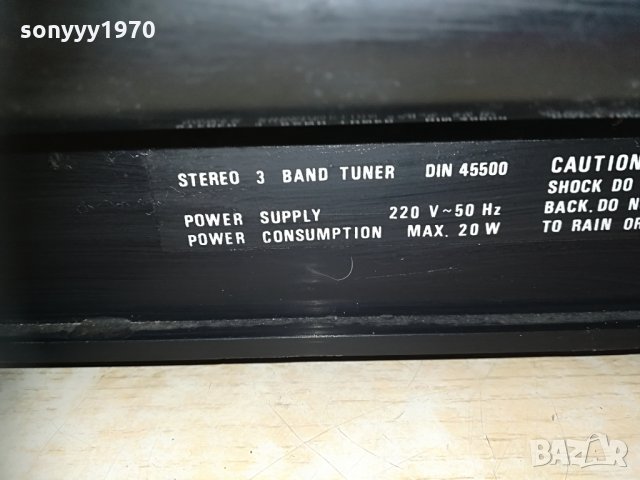 sonyyy1970
STEREO 3 BAND TUNER DIN 45500
POWER SUPPLY 220 V~50 Hz
POWER CONSUMPTION MAX. 20 W
CAUTION
SHOCK DO
BACK. DO N
TO RAIN OR
BAZAR